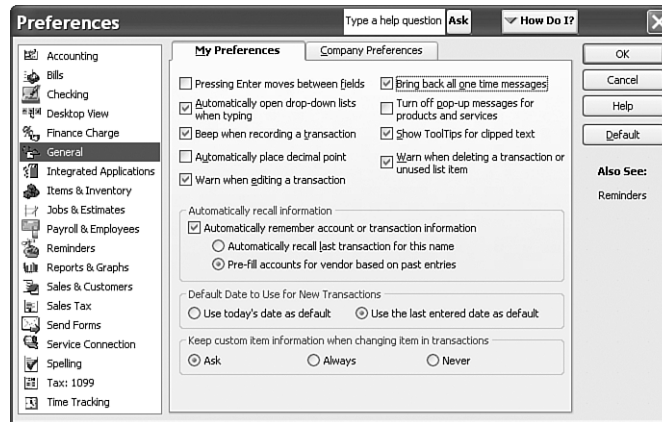 Preferences
Type a help question Ask
How Do I?
Accounting
Bills
Checking
Desktop View
Finance Charge
General
Integrated Applications
Items & Inventory
Jobs & Estimates
Payroll & Employees
Reminders
Reports & Graphs
Sales & Customers
Sales Tax
Send Forms
Service Connection
Spelling
Tax: 1099
Time Tracking
My Preferences
Company Preferences
Pressing Enter moves between fields
Automatically open drop-down lists
when typing
Beep when recording a transaction
Automatically place decimal point
Warn when editing a transaction
Bring back all one time messages
Turn off pop-up messages for
products and services
Show ToolTips for clipped text
Warn when deleting a transaction or
unused list item
Automatically recall information
Automatically remember account or transaction information
Automatically recall last transaction for this name
Pre-fill accounts for vendor based on past entries
Default Date to Use for New Transactions
Use today's date as default
Use the last entered date as default
Keep custom item information when changing item in transactions
Ask
Always
Never
OK
Cancel
Help
Default
Also See:
Reminders